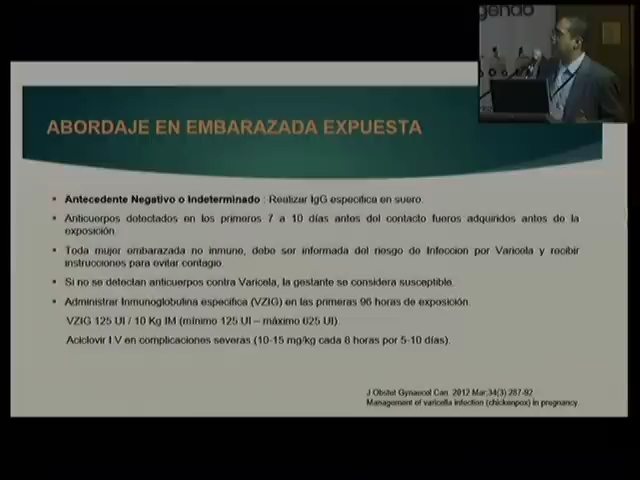 gendo
ABORDAJE EN EMBARAZADA EXPUESTA
Antecedente Negativo o Indeterminado : Realizar IgG especifica en suero.
Anticuerpos detectados en los primeros 7 a 10 días antes del contacto fueros adquiridos antes de la
exposición
Toda mujer embarazada no inmune, debe ser informada del riesgo de Infeccion por Varicela y recibir
instrucciones para evitar contagio
Si no se detectan anticuerpos contra Varicela, la gestante se considera susceptible.
Administrar Inmunoglobulina especifica (VZIG) en las primeras 96 horas de exposición.
VZIG 125 UI / 10 Kg IM (mínimo 125 UI – máximo 625 UI)
Aciclovir I V en complicaciones severas (10-15 mg/kg cada 8 horas por 5-10 días).
J Obstet Gynaecol Can 2012 Mar;34(3) 287-92
Management of varicella infection (chickenpox) in pregnancy.